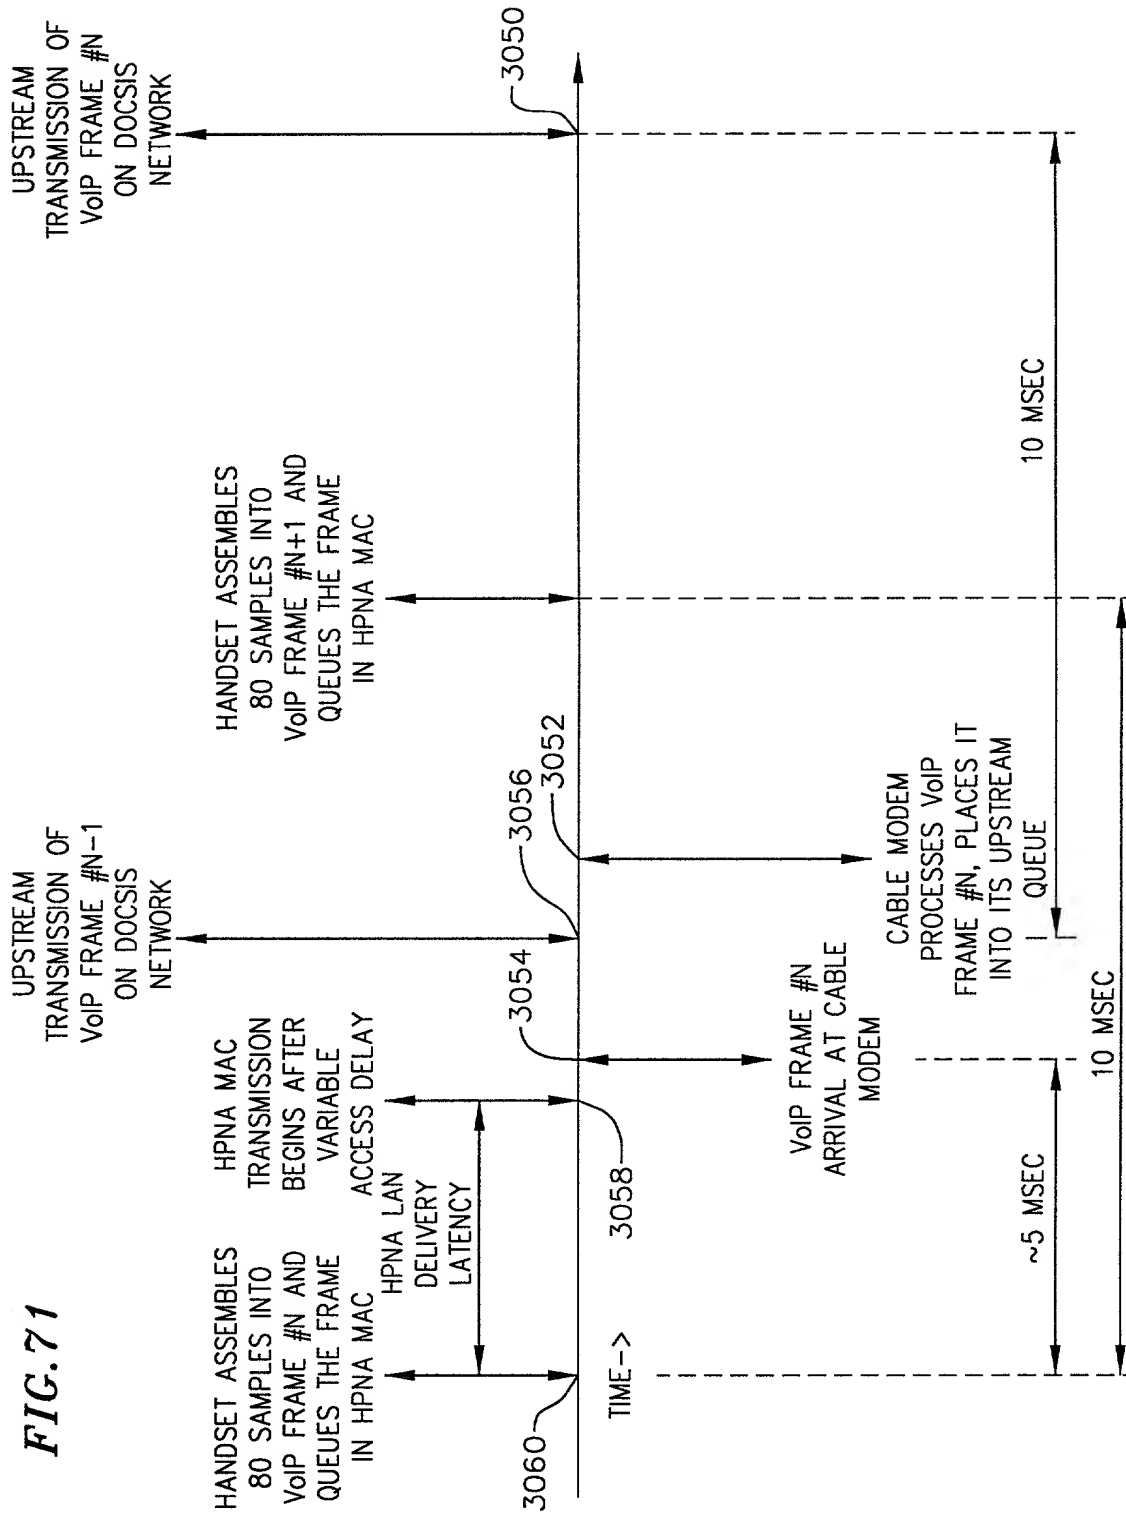 FIG.71
UPSTREAM
TRANSMISSION OF
VoIP FRAME #N-1
ON DOCSIS
NETWORK
UPSTREAM
TRANSMISSION OF
VoIP FRAME #N
ON DOCSIS
NETWORK
HANDSET ASSEMBLES
80 SAMPLES INTO
VoIP FRAME #N AND
QUEUES THE FRAME
IN HPNA MAC
HPNA MAC
TRANSMISSION
BEGINS AFTER
VARIABLE
ACCESS DELAY
HANDSET ASSEMBLES
80 SAMPLES INTO
VoIP FRAME #N+1 AND
QUEUES THE FRAME
IN HPNA MAC
HPNA LAN
DELIVERY
LATENCY
3060
3054
3056
3052
3050
TIME-->
3058
VoIP FRAME #N
ARRIVAL AT CABLE
MODEM
CABLE MODEM
PROCESSES VoIP
FRAME #N, PLACES IT
INTO ITS UPSTREAM
QUEUE
~5 MSEC
10 MSEC
10 MSEC